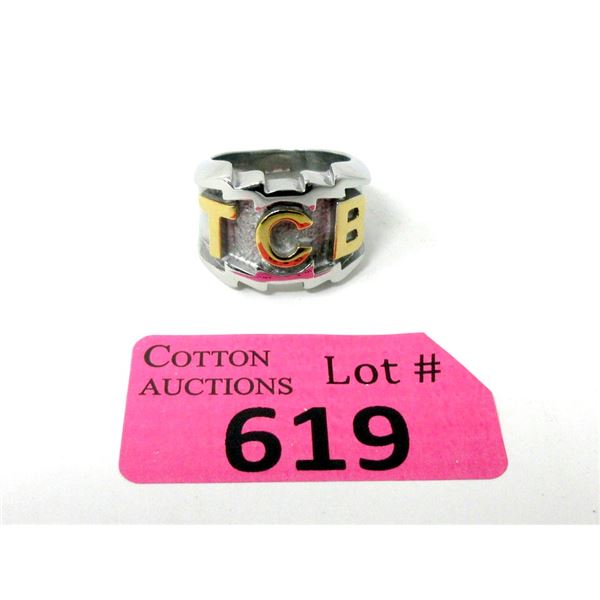 TCB
COTTON Lot #
AUCTIONS
619